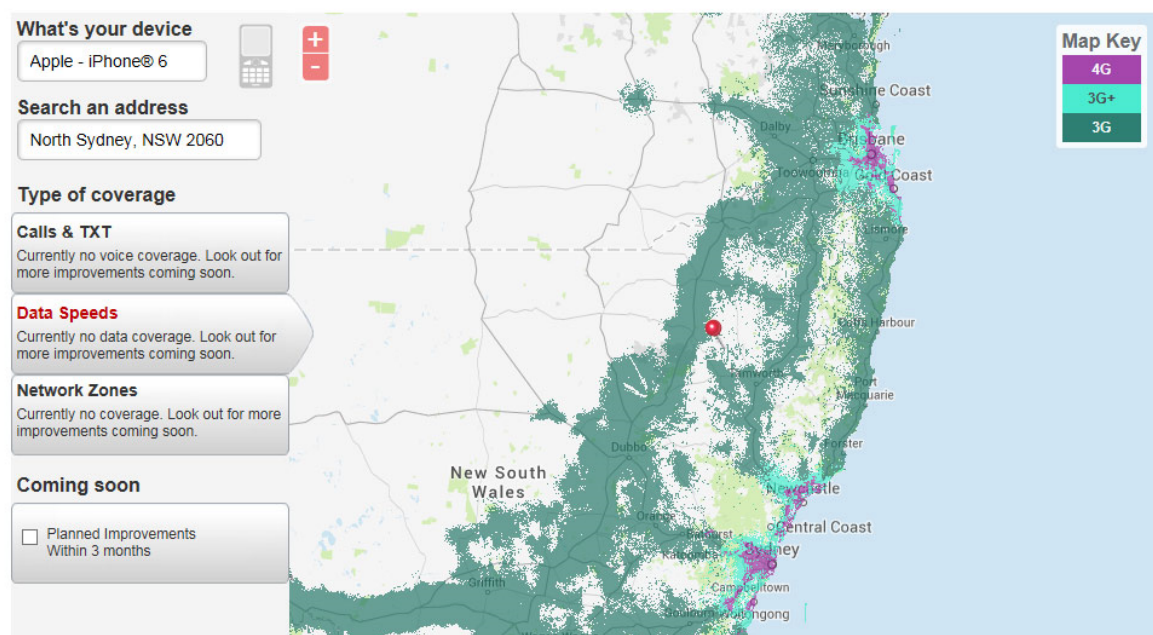 What's your device
Apple - iPhone® 6
Search an address
North Sydney, NSW 2060
Type of coverage
Calls & TXT
Currently no voice coverage. Look out for
more improvements coming soon.
Data Speeds
Currently no data coverage. Look out for
more improvements coming soon.
Network Zones
Currently no coverage. Look out for more
improvements coming soon.
Coming soon
Planned Improvements
Within 3 months
+
-
Map Key
4G
3G+
3G
Maryborough
Sunshine Coast
Dalby
Brisbane
Toowoomba
Gold Coast
Lismore
Coffs Harbour
Tamworth
Port
Macquarie
Forster
Dubbo
New South
Wales
Newcastle
Orange
Central Coast
Bathurst
Katoomba
Sydney
Griffith
Campbelltown
Goulburn
Wollongong